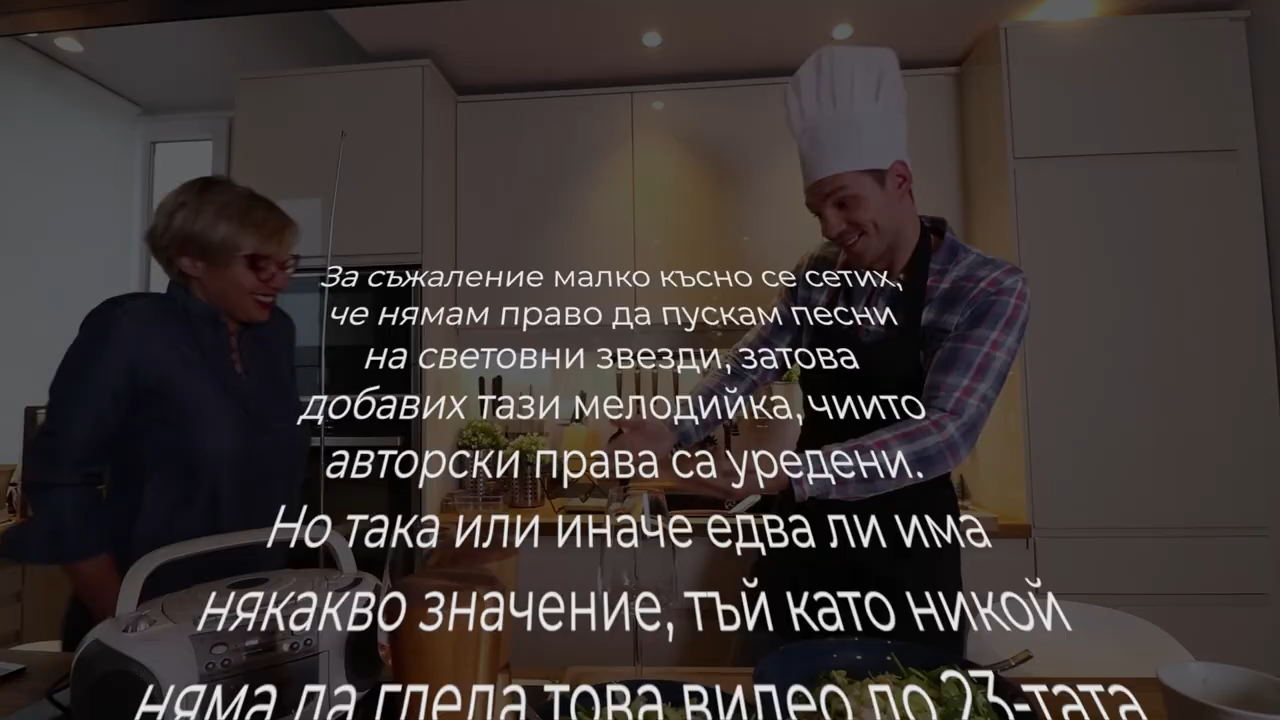 За съжаление малко късно се сетих,
че нямам право да пускам песни
на световни звезди, затова
добавих тази мелодийка, чиито
авторски права са уредени.
Но така или иначе едва ли има
някакво значение, тъй като никой
няма да гледа това видео до 23-тата